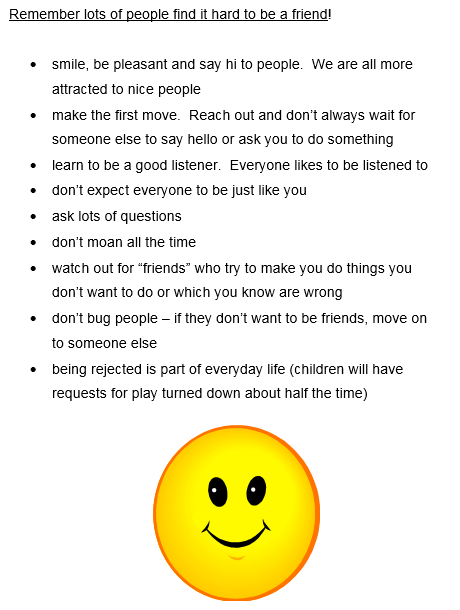 Remember lots of people find it hard to be a friend!
• smile, be pleasant and say hi to people.  We are all more
attracted to nice people
• make the first move.  Reach out and don’t always wait for
someone else to say hello or ask you to do something
• learn to be a good listener.  Everyone likes to be listened to
• don’t expect everyone to be just like you
• ask lots of questions
• don’t moan all the time
• watch out for “friends” who try to make you do things you
don’t want to do or which you know are wrong
• don’t bug people – if they don’t want to be friends, move on
to someone else
• being rejected is part of everyday life (children will have
requests for play turned down about half the time)